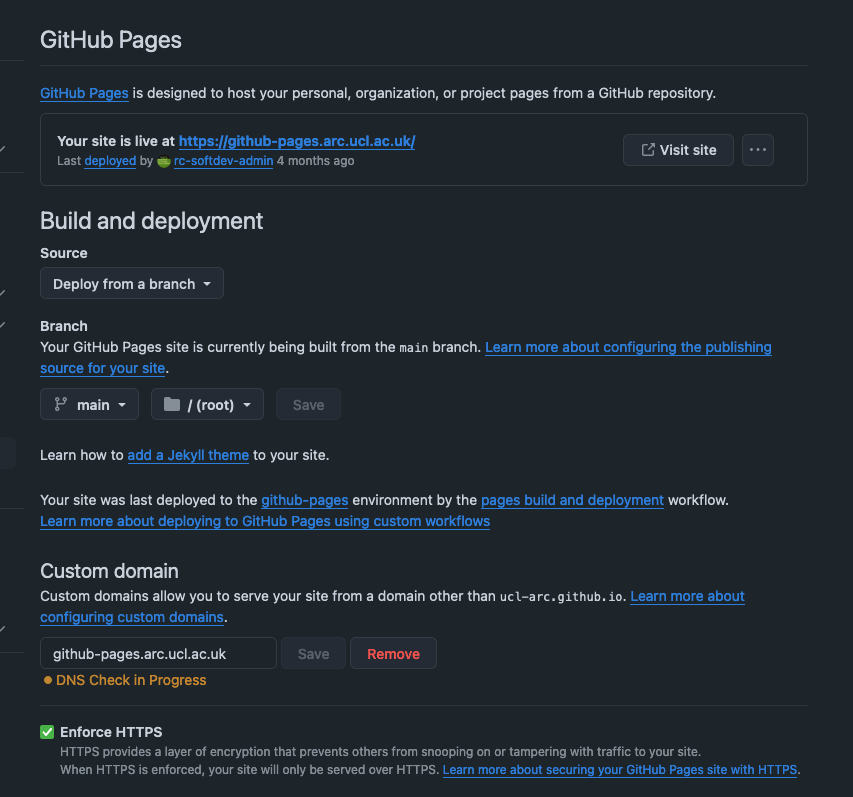 GitHub Pages
GitHub Pages is designed to host your personal, organization, or project pages from a GitHub repository.
Your site is live at https://github-pages.arc.ucl.ac.uk/
Last deployed by rc-softdev-admin 4 months ago
Visit site
Build and deployment
Source
Deploy from a branch
Branch
Your GitHub Pages site is currently being built from the main branch. Learn more about configuring the publishing
source for your site.
main / (root) Save
Learn how to add a Jekyll theme to your site.
Your site was last deployed to the github-pages environment by the pages build and deployment workflow.
Learn more about deploying to GitHub Pages using custom workflows
Custom domain
Custom domains allow you to serve your site from a domain other than ucl-arc.github.io. Learn more about
configuring custom domains.
github-pages.arc.ucl.ac.uk Save Remove
DNS Check in Progress
Enforce HTTPS
HTTPS provides a layer of encryption that prevents others from snooping on or tampering with traffic to your site.
When HTTPS is enforced, your site will only be served over HTTPS. Learn more about securing your GitHub Pages site with HTTPS.